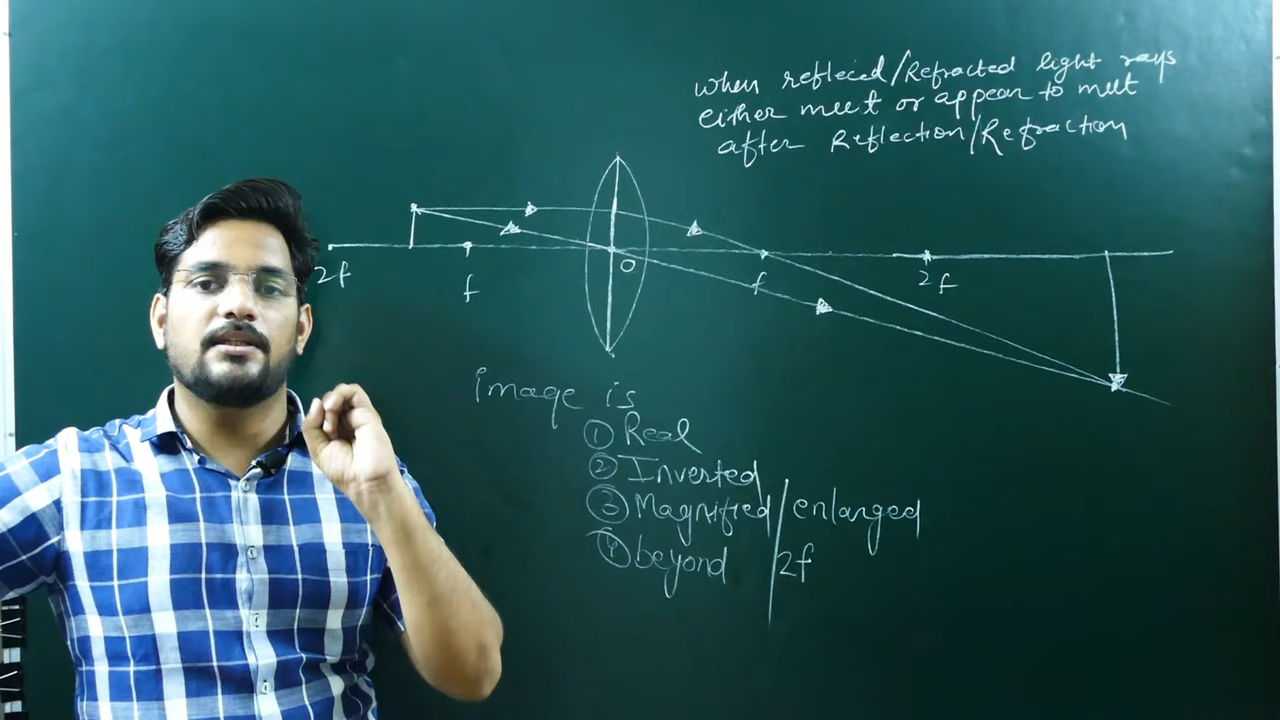 when refleced/Refracted light rays
either meet or appear to meet
after Reflection/Refraction
2f
f
O
f
2f
Image is
① Real
② Inverted
③ Magnified/enlarged
④ beyond 2f